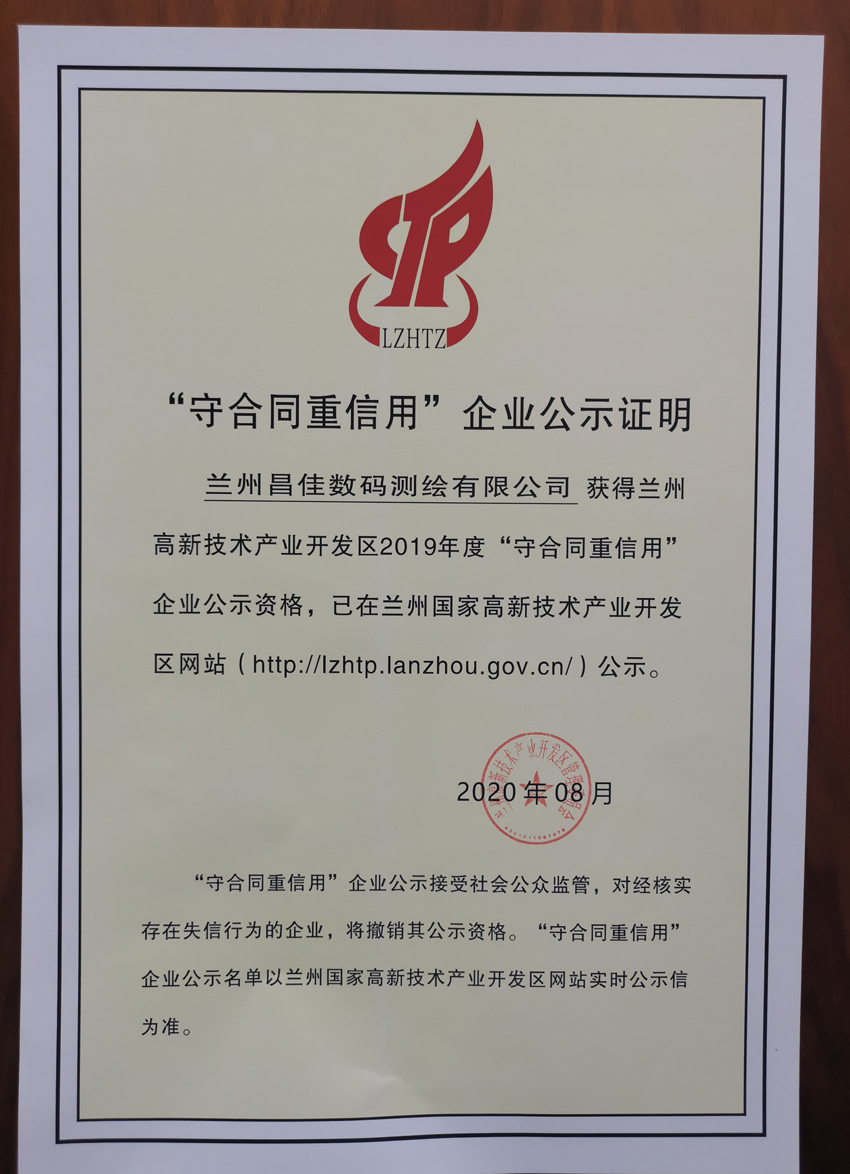 LZHTZ
“守合同重信用”企业公示证明
兰州昌佳数码测绘有限公司 获得兰州
高新技术产业开发区2019年度“守合同重信用”
企业公示资格，已在兰州国家高新技术产业开发
区网站（http://lzhtp.lanzhou.gov.cn/）公示。
2020 年 08 月
“守合同重信用”企业公示接受社会公众监管，对经核实
存在失信行为的企业，将撤销其公示资格。“守合同重信用”
企业公示名单以兰州国家高新技术产业开发区网站实时公示信
为准。